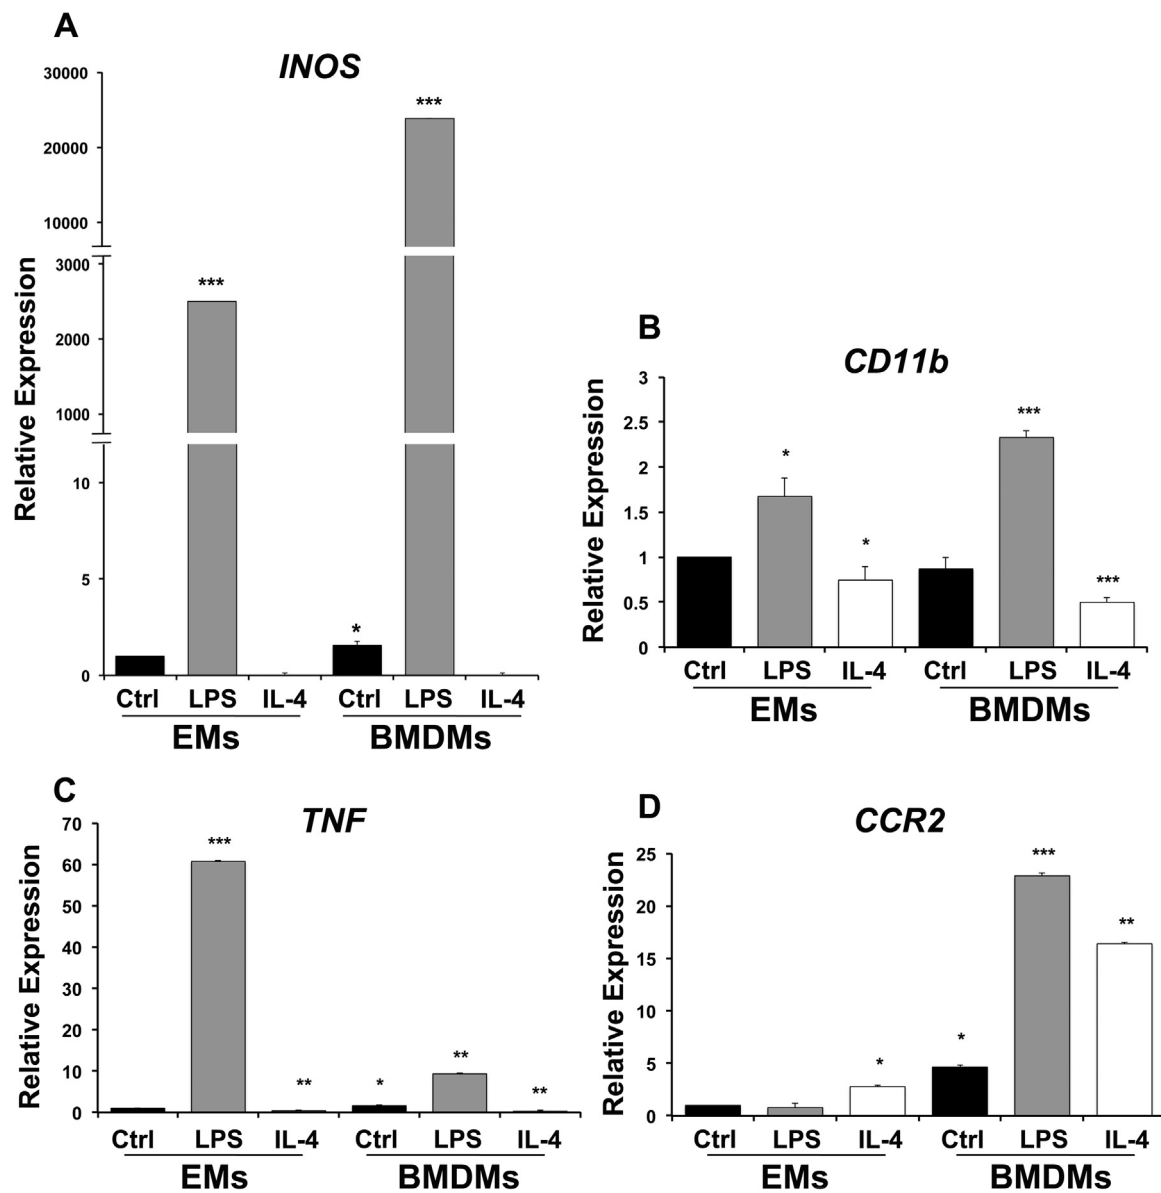 A
INOS
30000
***
20000
10000
3000
***
2000
1000
10
5
*
0
Relative Expression
Ctrl LPS IL-4 Ctrl LPS IL-4
EMs BMDMs
B
CD11b
3
***
2.5
*
2
1.5
*
1
***
0.5
0
Relative Expression
Ctrl LPS IL-4 Ctrl LPS IL-4
EMs BMDMs
C
TNF
70
***
60
50
40
30
20
**
10
** * **
0
Relative Expression
Ctrl LPS IL-4 Ctrl LPS IL-4
EMs BMDMs
D
CCR2
25
***
20
**
15
10
*
5
*
0
Relative Expression
Ctrl LPS IL-4 Ctrl LPS IL-4
EMs BMDMs